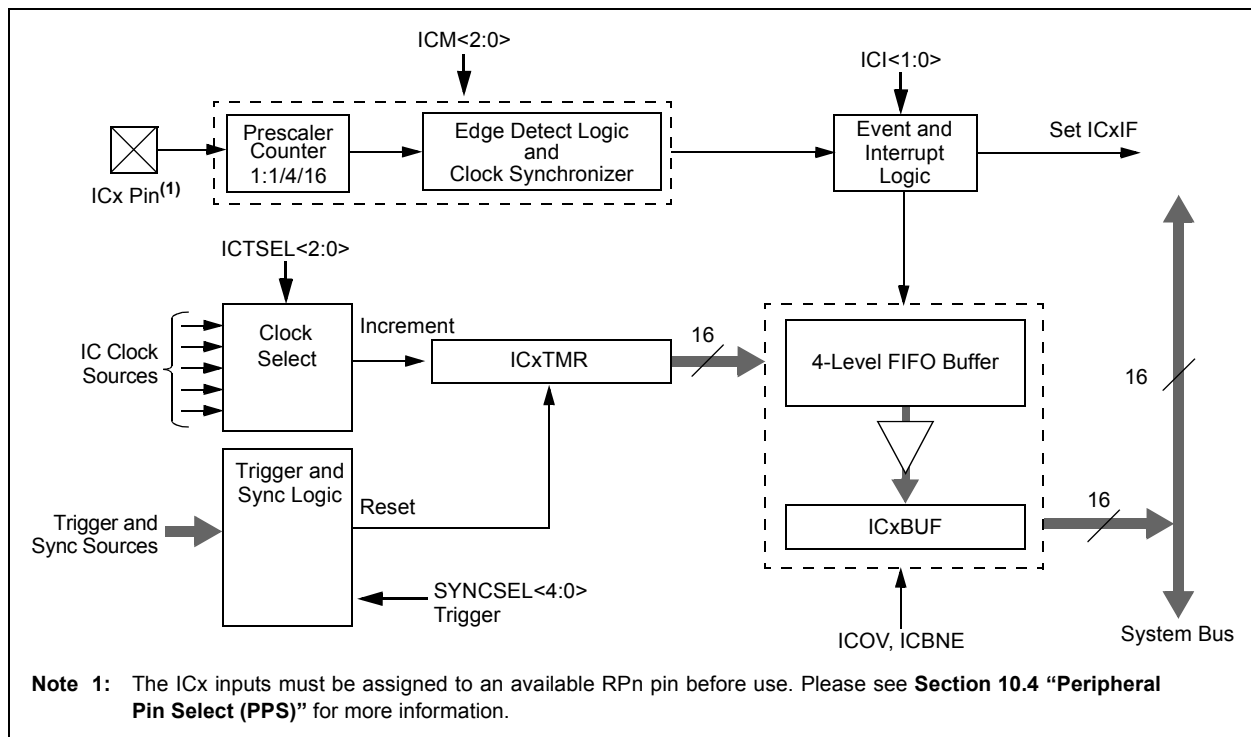 ICM<2:0>
ICI<1:0>
Prescaler
Counter
1:1/4/16
Edge Detect Logic
and
Clock Synchronizer
Event and
Interrupt
Logic
Set ICxIF
ICx Pin(1)
ICTSEL<2:0>
IC Clock
Sources
Clock
Select
Increment
ICxTMR
16
4-Level FIFO Buffer
16
Trigger and
Sync Logic
Reset
Trigger and
Sync Sources
ICxBUF
16
SYNCSEL<4:0>
Trigger
ICOV, ICBNE
System Bus
Note 1: The ICx inputs must be assigned to an available RPn pin before use. Please see Section 10.4 “Peripheral
Pin Select (PPS)” for more information.